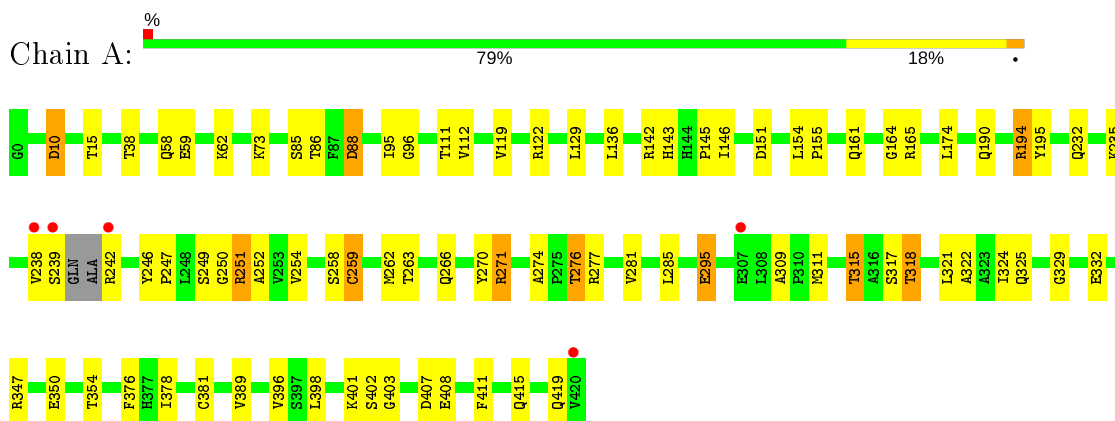 %
Chain A:
79% 18% •
G0 D10 T15 T38 Q58 E59 K62 K73 S85 T86 F87 D88 I95 G96 T111 V112 V119 R122 L129 L136 R142 H143 H144 P145 I146 D151 L154 P155 Q161 G164 R165 L174 Q190 R194 Y195 Q232 K235
V238 S239 GLN ALA R242 Y246 P247 L248 S249 G250 R251 A252 V253 V254 S258 C259 M262 T263 Q266 Y270 R271 A274 P275 T276 R277 V281 L285 E295 E307 L308 A309 P310 M311 T315 A316 S317 T318 L321 A322 A323 I324 Q325 G329 E332
R347 E350 T354 F376 H377 I378 C381 V389 V396 S397 L398 K401 S402 G403 D407 E408 F411 Q415 Q419 V420